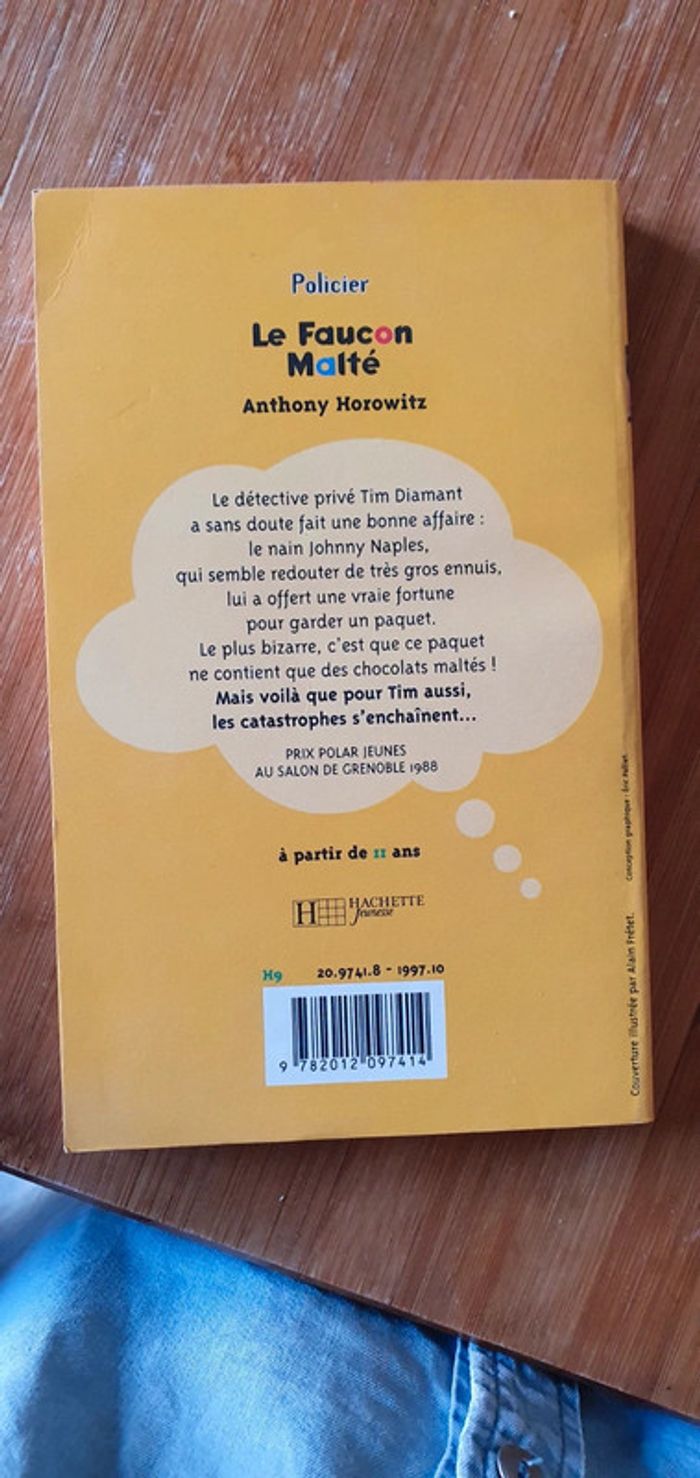 Policier
Le Faucon
Malté
Anthony Horowitz
Le détective privé Tim Diamant
a sans doute fait une bonne affaire :
le nain Johnny Naples,
qui semble redouter de très gros ennuis,
lui a offert une vraie fortune
pour garder un paquet.
Le plus bizarre, c'est que ce paquet
ne contient que des chocolats maltés !
Mais voilà que pour Tim aussi,
les catastrophes s'enchaînent...
PRIX POLAR JEUNES
AU SALON DE GRENOBLE 1988
à partir de 11 ans
H HACHETTE
Jeunesse
H9 20.9741.8 - 1997.10
9 782012 097414
Couverture illustrée par Alain Frétet.
Conception graphique : Éric